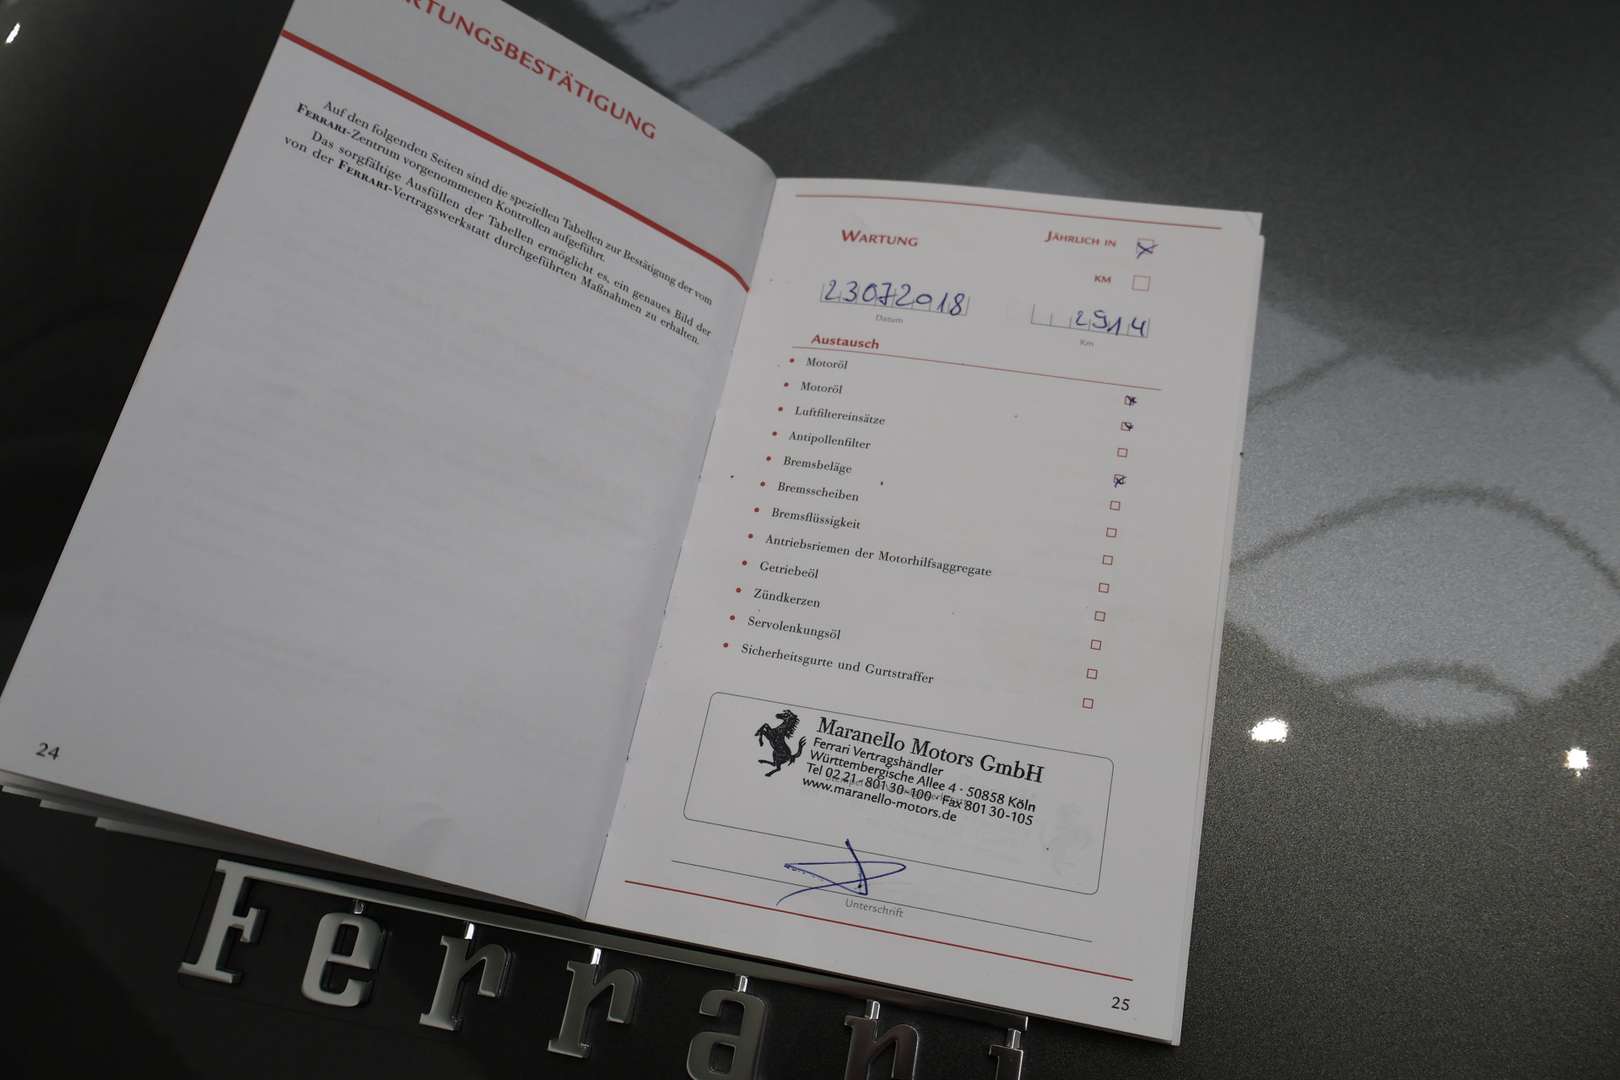 RTUNGSBESTÄTIGUNG
Auf den folgenden Seiten sind die speziellen Tabellen zur Bestätigung der vom
FERRARI-Zentrum vorgenommenen Kontrollen aufgeführt.
Das sorgfältige Ausfüllen der Tabellen ermöglicht es, ein genaues Bild der
von der FERRARI-Vertragswerkstatt durchgeführten Maßnahmen zu erhalten.
24
WARTUNG
JÄHRLICH IN
KM
23072018
Datum
2914
Km
Austausch
Motoröl
Motoröl
Luftfiltereinsätze
Antipollenfilter
Bremsbeläge
Bremsscheiben
Bremsflüssigkeit
Antriebsriemen der Motorhilfsaggregate
Getriebeöl
Zündkerzen
Servolenkungsöl
Sicherheitsgurte und Gurtstraffer
Maranello Motors GmbH
Ferrari Vertragshändler
Württembergische Allee 4 · 50858 Köln
Tel 02 21 - 801 30 -100 · Fax 801 30 -105
www.maranello-motors.de
Unterschrift
25
Ferrari